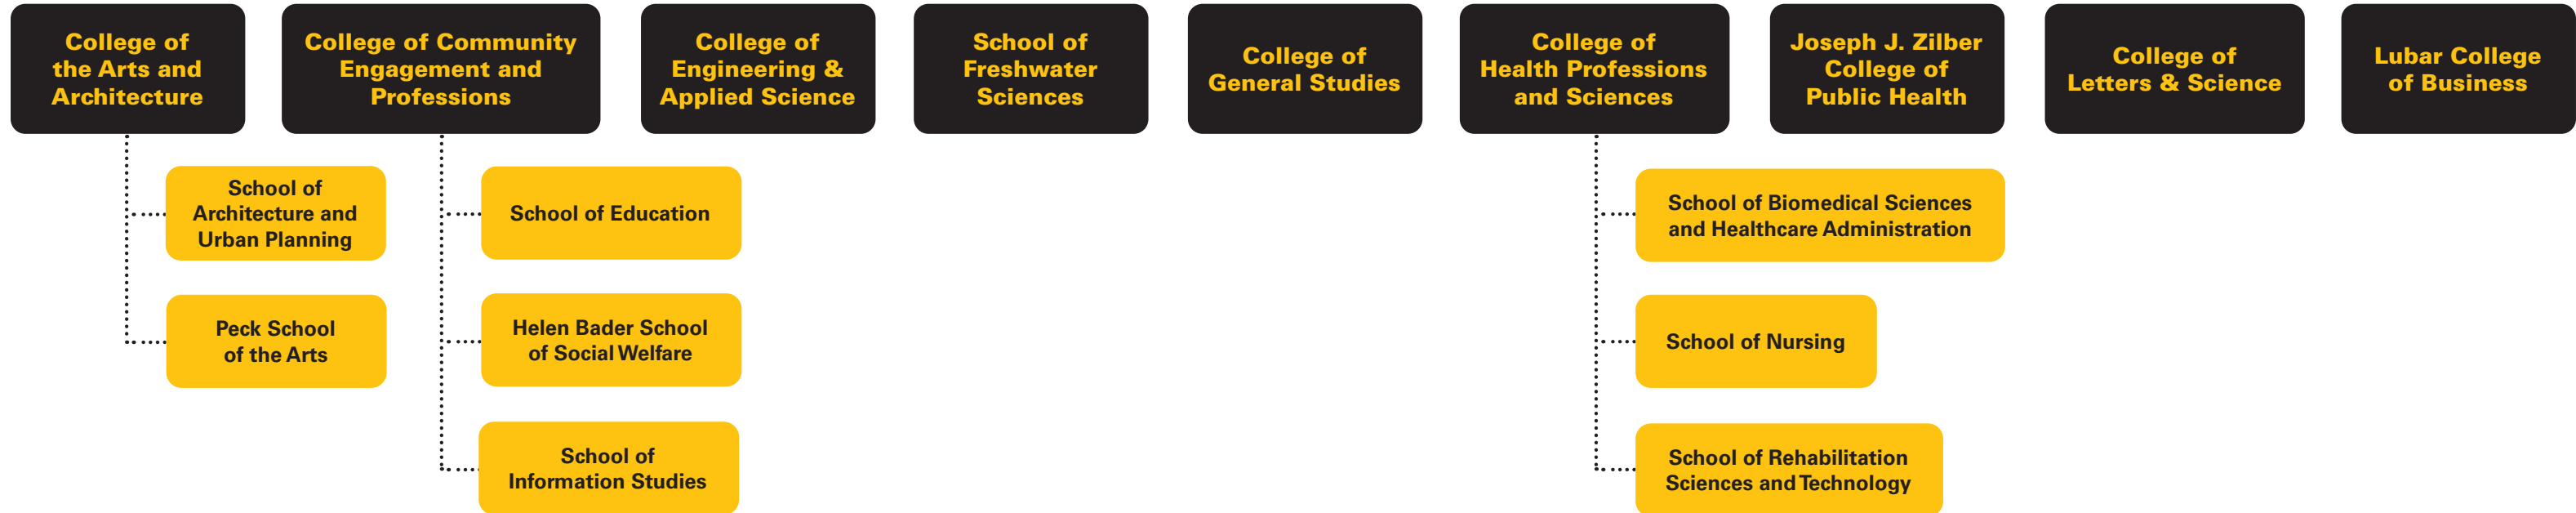 College of
the Arts and
Architecture
College of Community
Engagement and
Professions
College of
Engineering &
Applied Science
School of
Freshwater
Sciences
College of
General Studies
College of
Health Professions
and Sciences
Joseph J. Zilber
College of
Public Health
College of
Letters & Science
Lubar College
of Business
School of
Architecture and
Urban Planning
Peck School
of the Arts
School of Education
Helen Bader School
of Social Welfare
School of
Information Studies
School of Biomedical Sciences
and Healthcare Administration
School of Nursing
School of Rehabilitation
Sciences and Technology